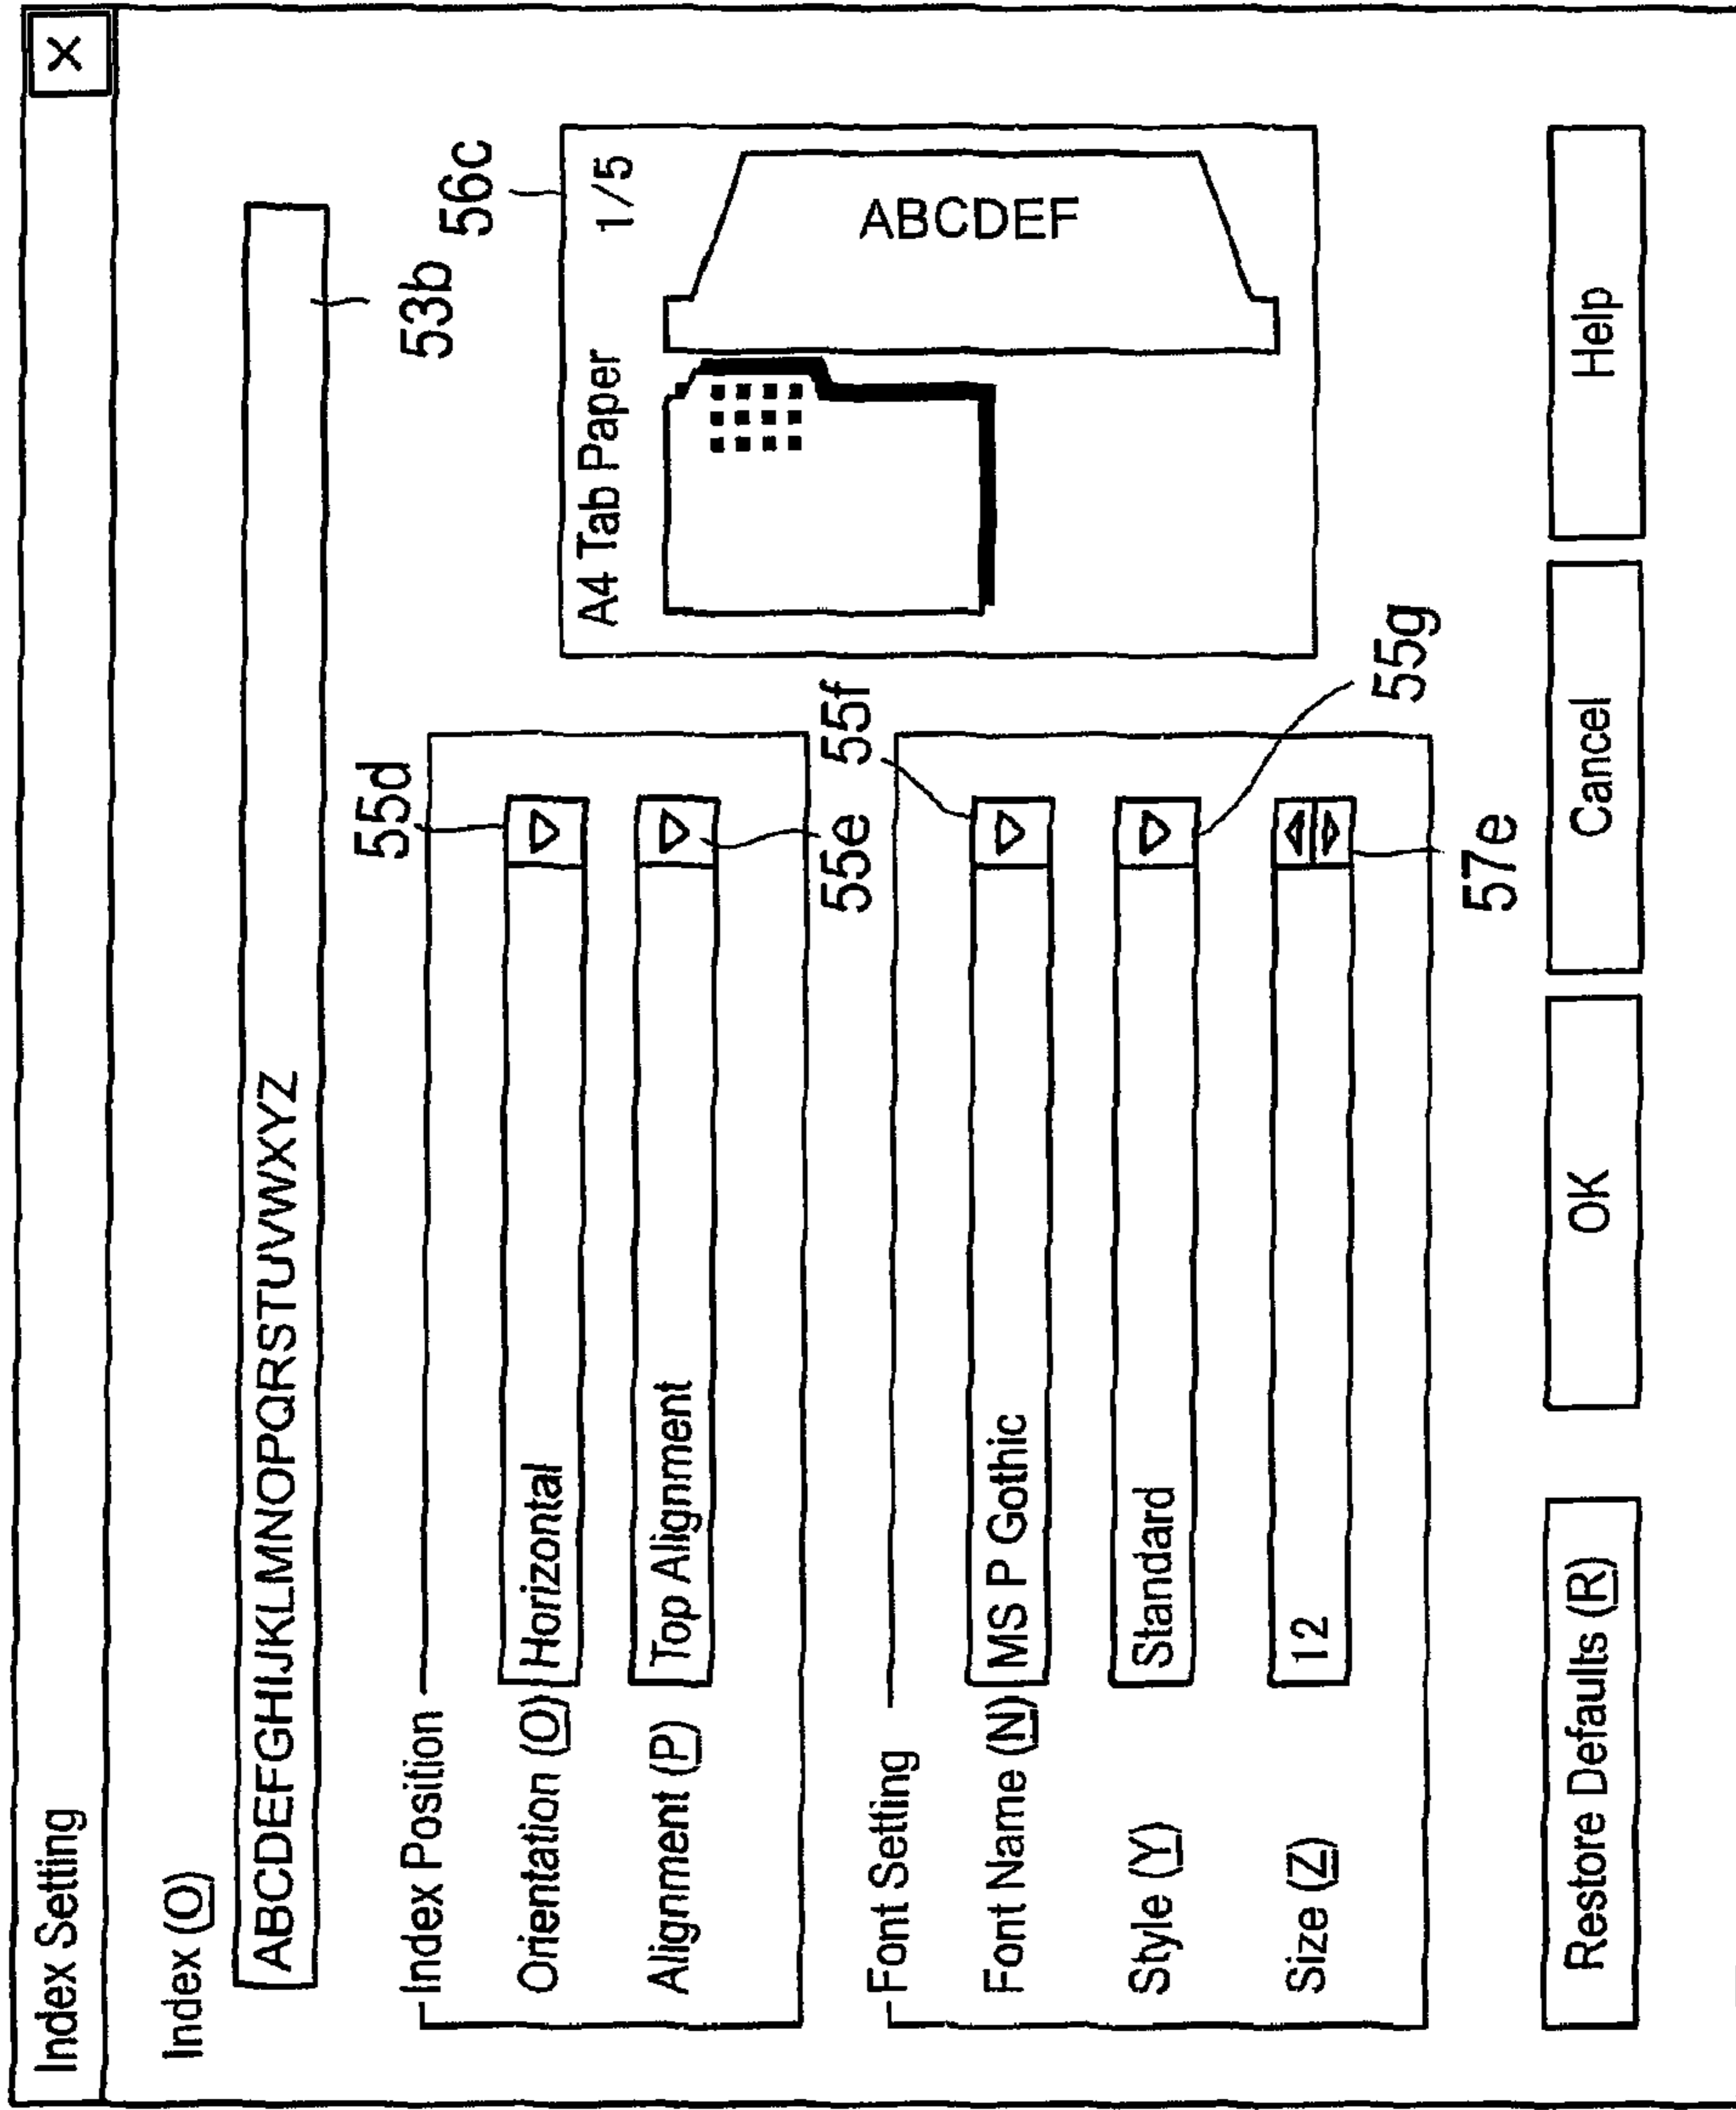 Index Setting X
Index (O)
ABCDEFGHIJKLMNOPQRSTUVWXYZ
53b
Index Position
55d
Orientation (O) Horizontal
Alignment (P) Top Alignment
55e
56c
A4 Tab Paper 1/5
ABCDEF
Font Setting
55f
Font Name (N) MS P Gothic
Style (Y) Standard
55g
Size (Z) 12
57e
Restore Defaults (R) OK Cancel Help